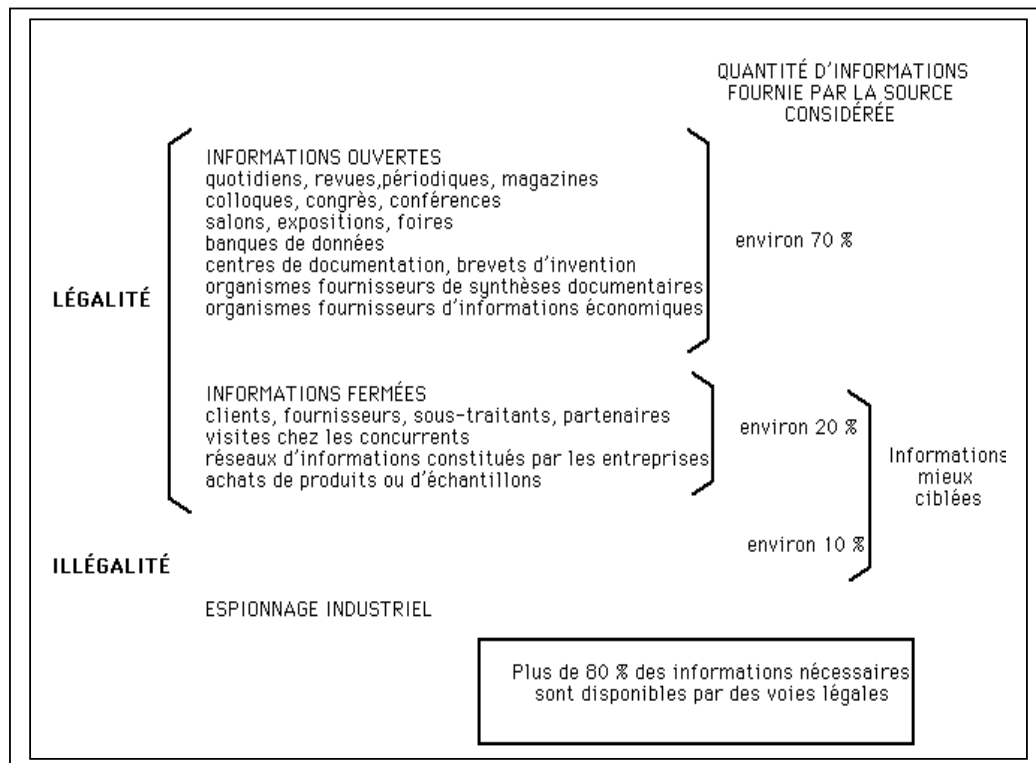 QUANTITÉ D'INFORMATIONS
FOURNIE PAR LA SOURCE
CONSIDÉRÉE
INFORMATIONS OUVERTES
quotidiens, revues,périodiques, magazines
colloques, congrès, conférences
salons, expositions, foires
banques de données
environ 70 %
centres de documentation, brevets d'invention
organismes fournisseurs de synthèses documentaires
LÉGALITÉ
organismes fournisseurs d'informations économiques
INFORMATIONS FERMÉES
clients, fournisseurs, sous-traitants, partenaires
environ 20 %
visites chez les concurrents
réseaux d'informations constitués par les entreprises
achats de produits ou d'échantillons
Informations
mieux
ciblées
environ 10 %
ILLÉGALITÉ
ESPIONNAGE INDUSTRIEL
Plus de 80 % des informations nécessaires
sont disponibles par des voies légales